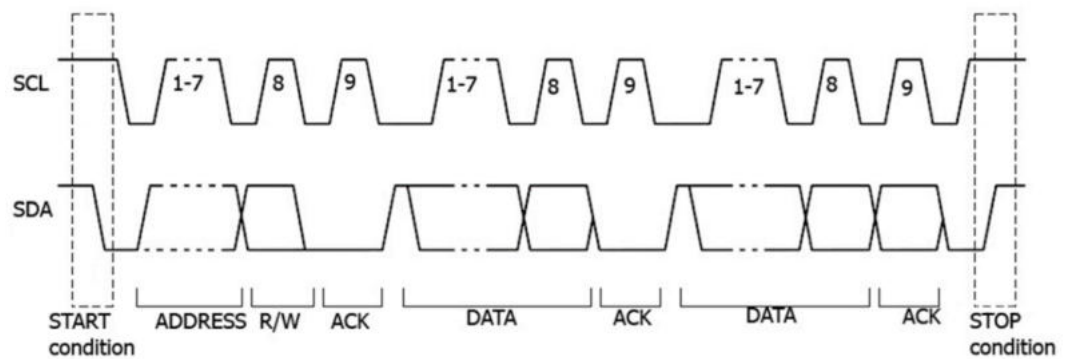 SCL 1-7 8 9 1-7 8 9 1-7 8 9
SDA
START condition ADDRESS R/W ACK DATA ACK DATA ACK STOP condition